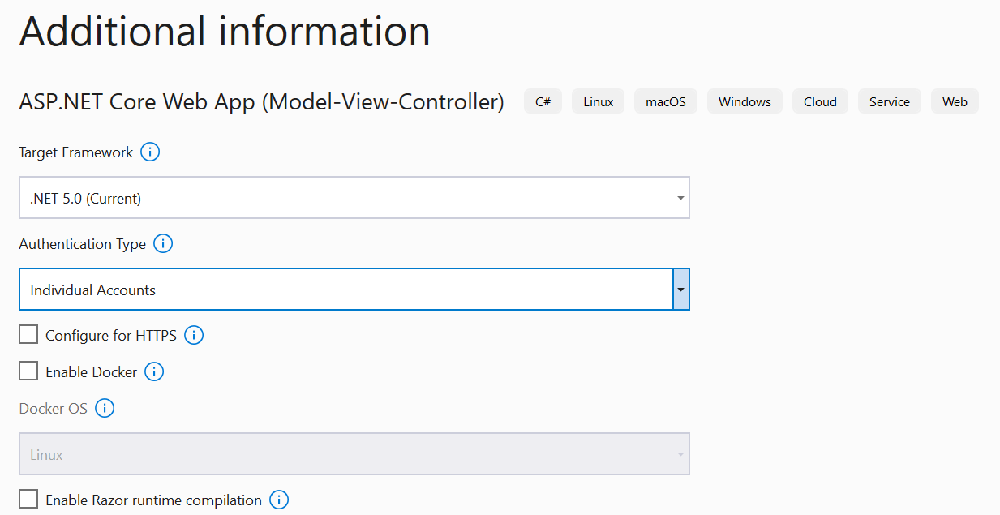 Additional information
ASP.NET Core Web App (Model-View-Controller) C# Linux macOS Windows Cloud Service Web
Target Framework
.NET 5.0 (Current)
Authentication Type
Individual Accounts
Configure for HTTPS
Enable Docker
Docker OS
Linux
Enable Razor runtime compilation